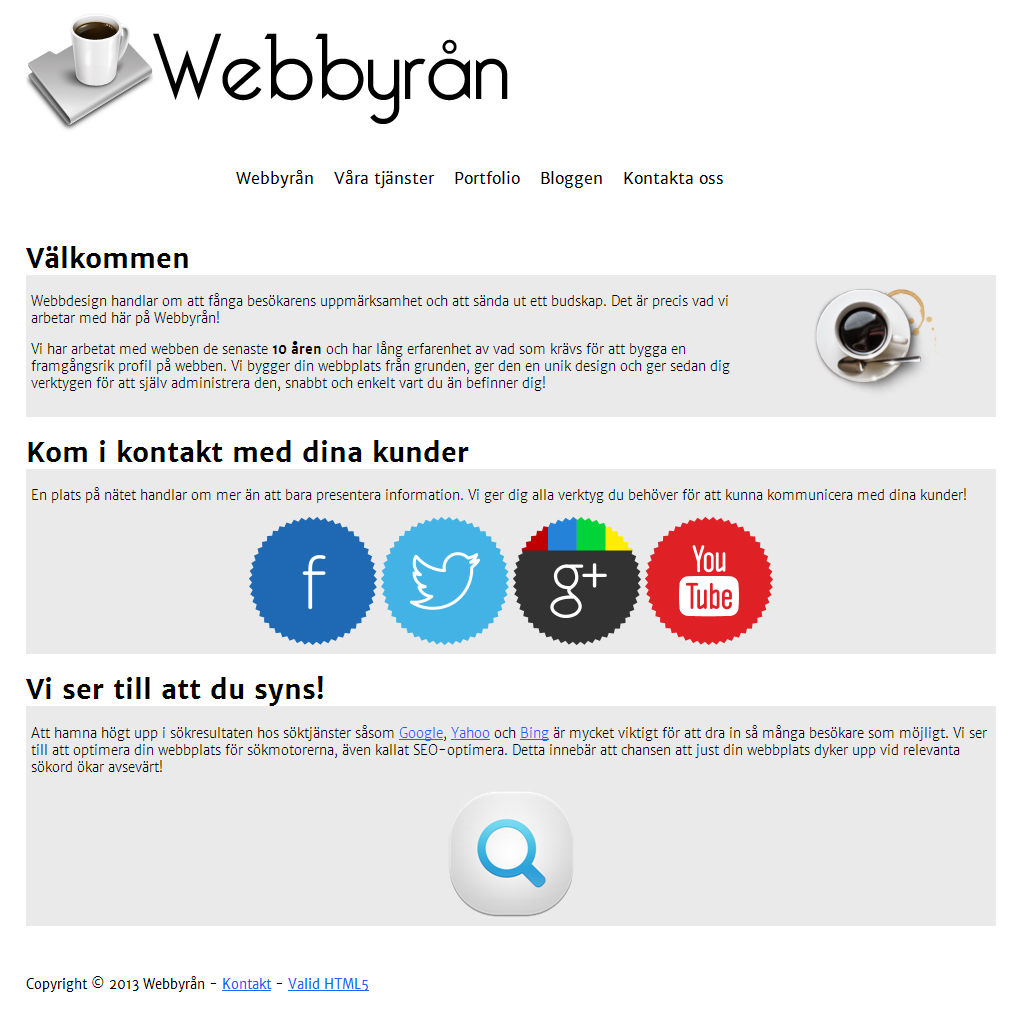 Webbyrån
Webbyrån Våra tjänster Portfolio Bloggen Kontakta oss
Välkommen
Webbdesign handlar om att fånga besökarens uppmärksamhet och att sända ut ett budskap. Det är precis vad vi
arbetar med här på Webbyrån!
Vi har arbetat med webben de senaste 10 åren och har lång erfarenhet av vad som krävs för att bygga en
framgångsrik profil på webben. Vi bygger din webbplats från grunden, ger den en unik design och ger sedan dig
verktygen för att själv administrera den, snabbt och enkelt vart du än befinner dig!
Kom i kontakt med dina kunder
En plats på nätet handlar om mer än att bara presentera information. Vi ger dig alla verktyg du behöver för att kunna kommunicera med dina kunder!
f
g+
You
Tube
Vi ser till att du syns!
Att hamna högt upp i sökresultaten hos söktjänster såsom Google, Yahoo och Bing är mycket viktigt för att dra in så många besökare som möjligt. Vi ser
till att optimera din webbplats för sökmotorerna, även kallat SEO-optimera. Detta innebär att chansen att just din webbplats dyker upp vid relevanta
sökord ökar avsevärt!
Copyright © 2013 Webbyrån - Kontakt - Valid HTML5